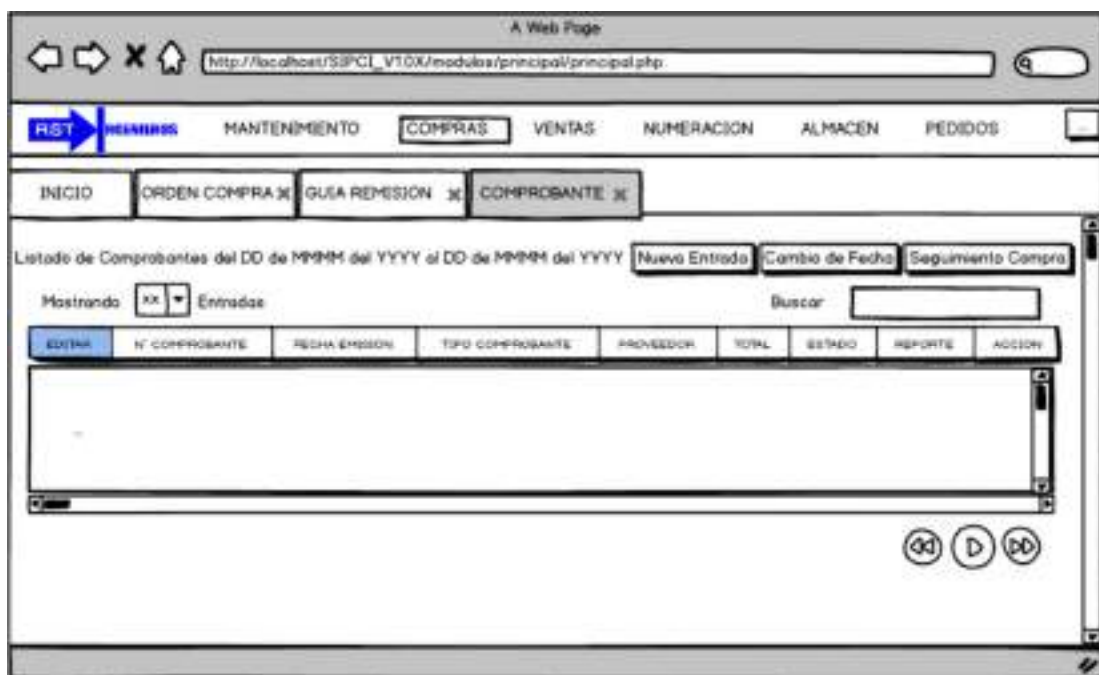 A Web Page
http://localhost/SIPCI_V1.0X/modulos/principal/principal.php
RST INGENIEROS MANTENIMIENTO COMPRAS VENTAS NUMERACION ALMACEN PEDIDOS
INICIO ORDEN COMPRA X GUIA REMISION X COMPROBANTE X
Listado de Comprobantes del DD de MMMM del YYYY al DD de MMMM del YYYY Nueva Entrada Cambio de Fecha Seguimiento Compra
Mostrando XX Entradas Buscar
EDITAR N° COMPROBANTE FECHA EMISION TIPO COMPROBANTE PROVEEDOR TOTAL ESTADO REPORTE ACCION